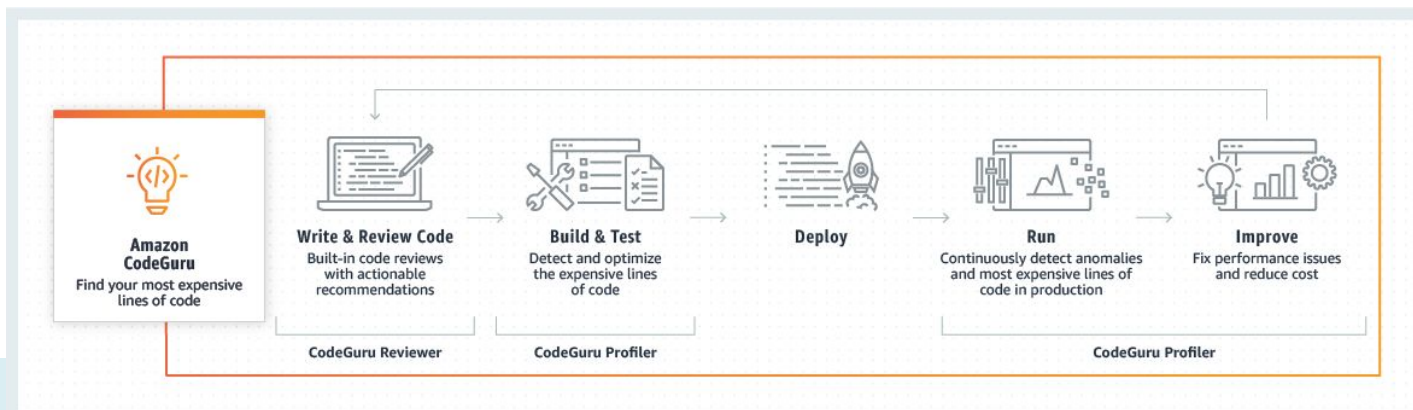 Amazon
CodeGuru
Find your most expensive
lines of code
Write & Review Code
Built-in code reviews
with actionable
recommendations
Build & Test
Detect and optimize
the expensive lines
of code
Deploy
Run
Continuously detect anomalies
and most expensive lines of
code in production
Improve
Fix performance issues
and reduce cost
CodeGuru Reviewer
CodeGuru Profiler
CodeGuru Profiler